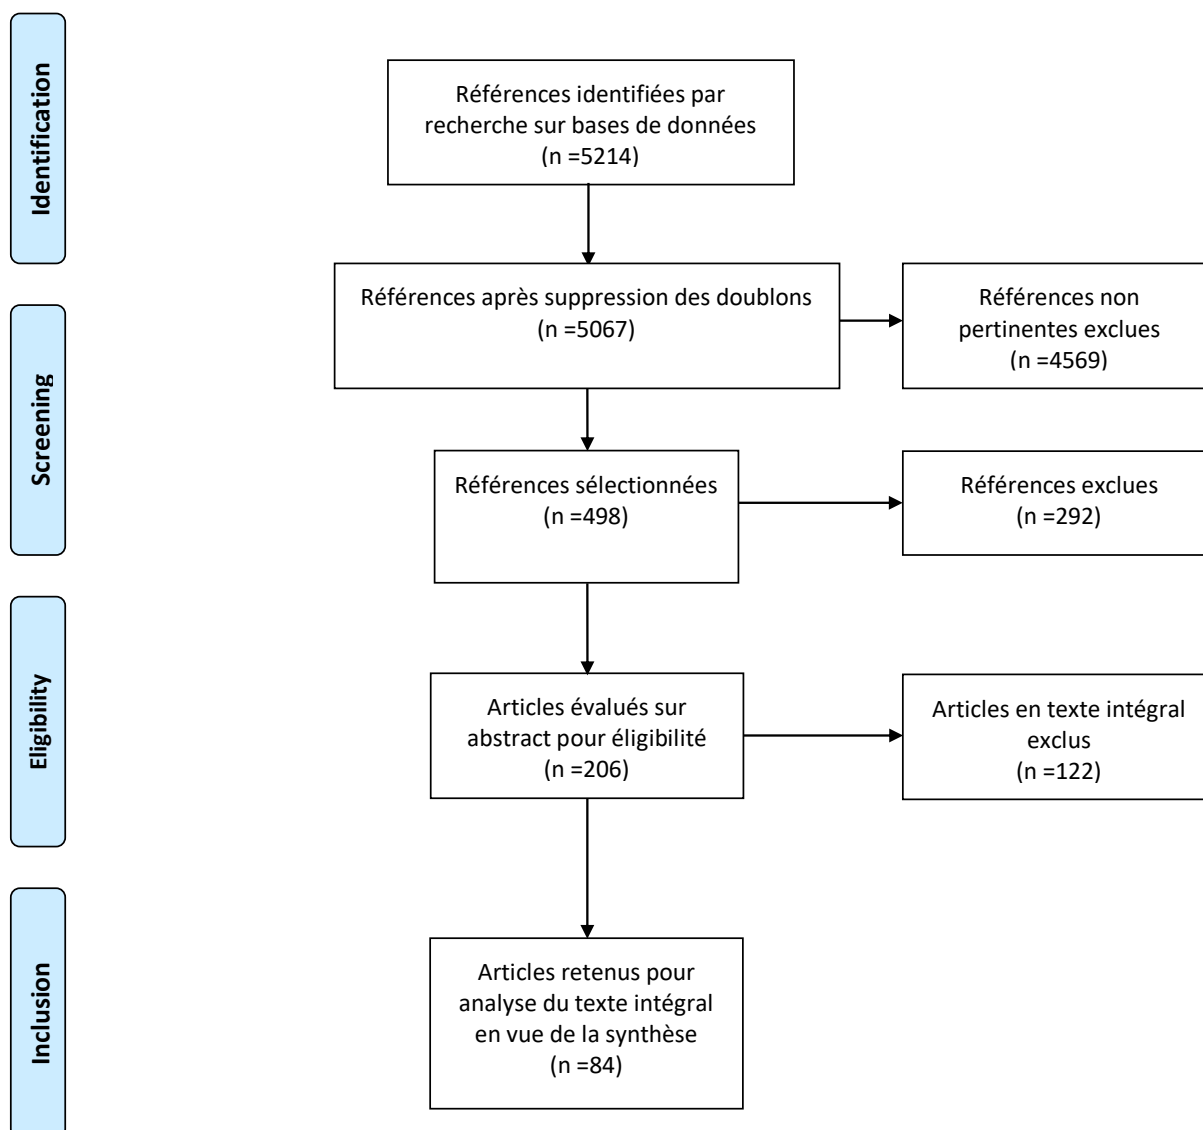 Identification
Références identifiées par
recherche sur bases de données
(n =5214)
Screening
Références après suppression des doublons
(n =5067)
Références non
pertinentes exclues
(n =4569)
Références sélectionnées
(n =498)
Références exclues
(n =292)
Eligibility
Articles évalués sur
abstract pour éligibilité
(n =206)
Articles en texte intégral
exclus
(n =122)
Inclusion
Articles retenus pour
analyse du texte intégral
en vue de la synthèse
(n =84)